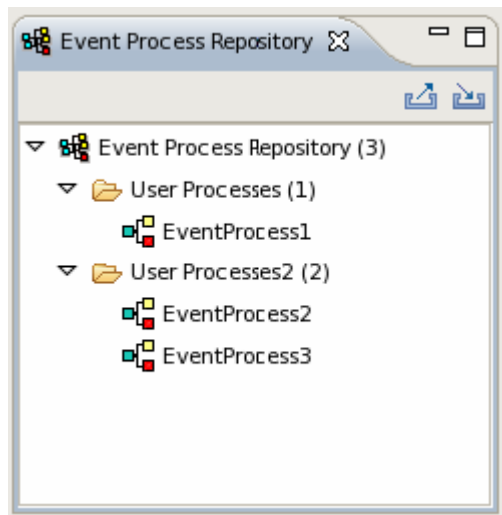 Event Process Repository
Event Process Repository (3)
User Processes (1)
EventProcess1
User Processes2 (2)
EventProcess2
EventProcess3